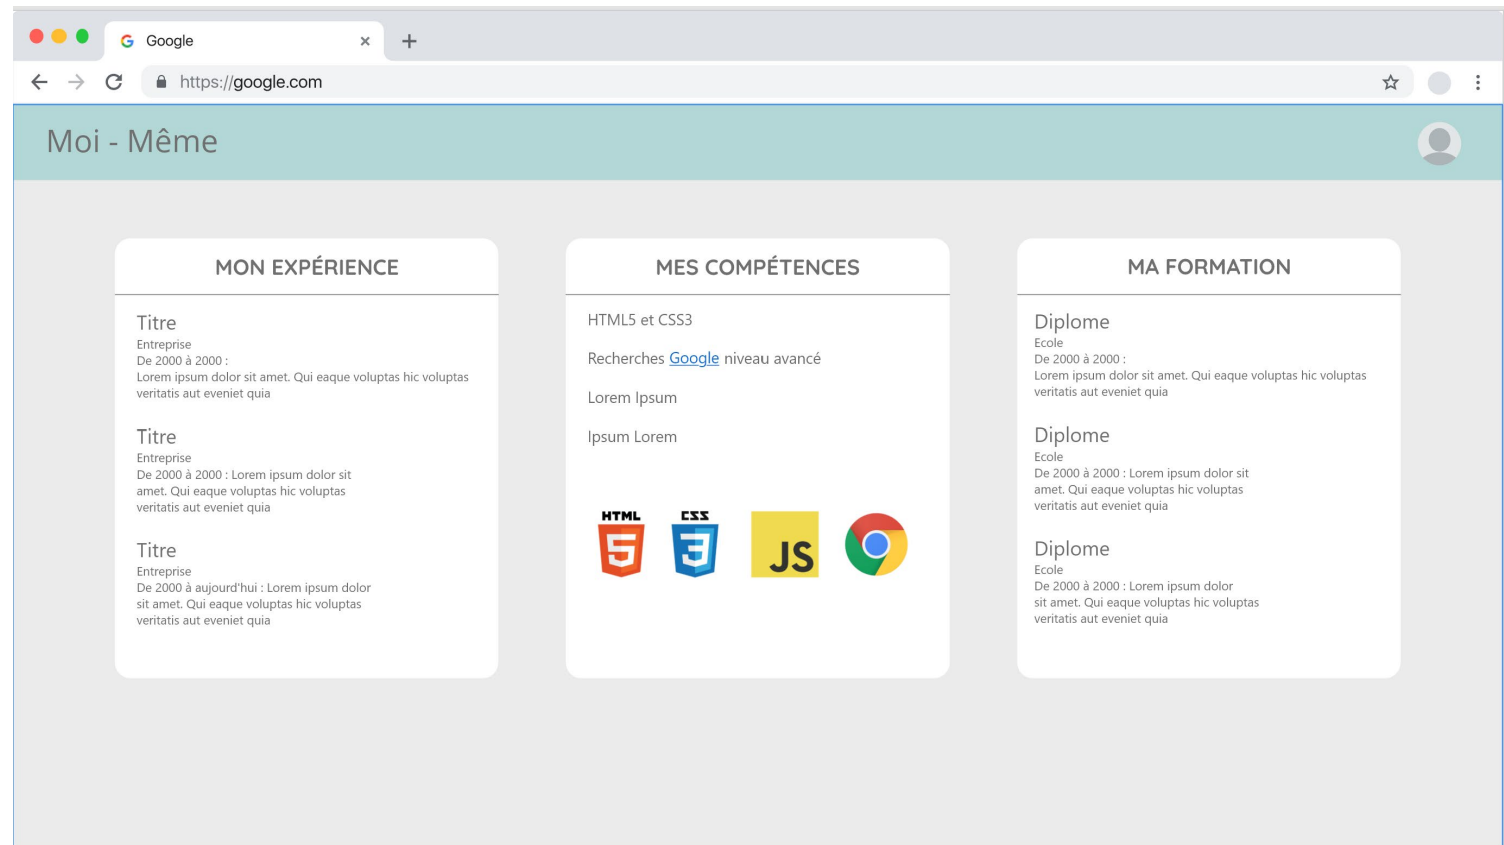 Google
https://google.com
Moi - Même
MON EXPÉRIENCE
Titre
Entreprise
De 2000 à 2000 :
Lorem ipsum dolor sit amet. Qui eaque voluptas hic voluptas
veritatis aut eveniet quia
Titre
Entreprise
De 2000 à 2000 : Lorem ipsum dolor sit
amet. Qui eaque voluptas hic voluptas
veritatis aut eveniet quia
Titre
Entreprise
De 2000 à aujourd'hui : Lorem ipsum dolor
sit amet. Qui eaque voluptas hic voluptas
veritatis aut eveniet quia
MES COMPÉTENCES
HTML5 et CSS3
Recherches Google niveau avancé
Lorem Ipsum
Ipsum Lorem
HTML CSS
5 3 JS
MA FORMATION
Diplome
Ecole
De 2000 à 2000 :
Lorem ipsum dolor sit amet. Qui eaque voluptas hic voluptas
veritatis aut eveniet quia
Diplome
Ecole
De 2000 à 2000 : Lorem ipsum dolor sit
amet. Qui eaque voluptas hic voluptas
veritatis aut eveniet quia
Diplome
Ecole
De 2000 à 2000 : Lorem ipsum dolor
sit amet. Qui eaque voluptas hic voluptas
veritatis aut eveniet quia